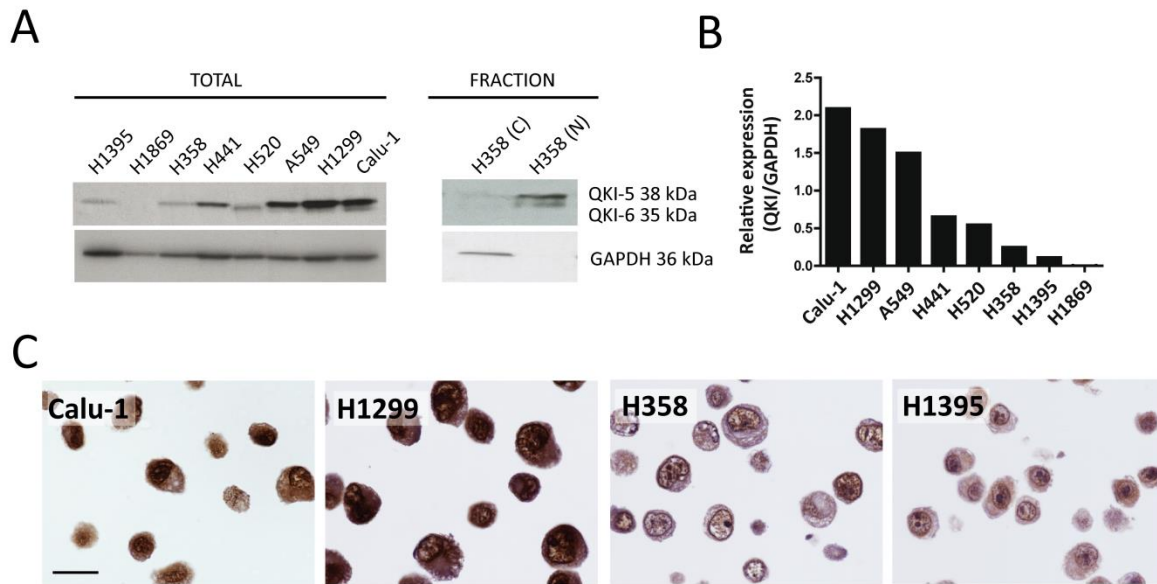 A
TOTAL
FRACTION
H1395
H1869
H358
H441
H520
A549
H1299
Calu-1
H358 (C)
H358 (N)
QKI-5 38 kDa
QKI-6 35 kDa
GAPDH 36 kDa
B
Relative expression
(QKI/GAPDH)
2.5
2.0
1.5
1.0
0.5
0.0
Calu-1
H1299
A549
H441
H520
H358
H1395
H1869
C
Calu-1
H1299
H358
H1395